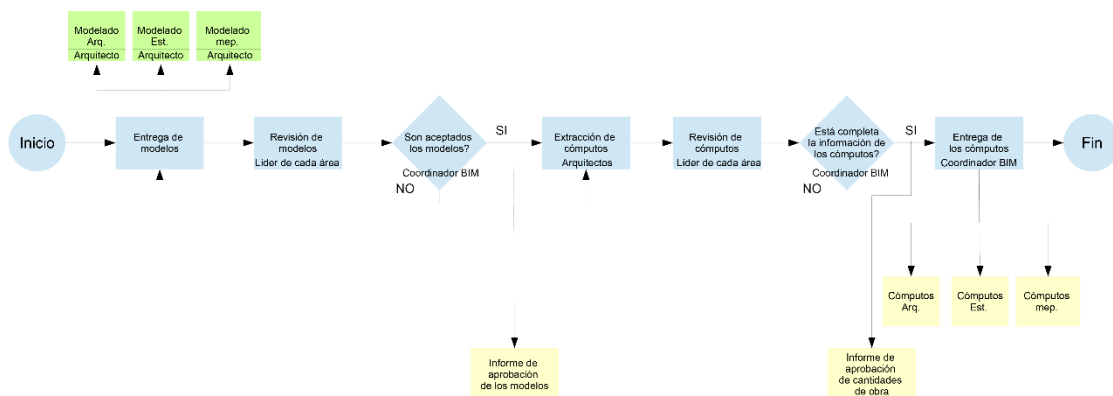 Modelado
Arq.
Arquitecto
Modelado
Est.
Arquitecto
Modelado
mep.
Arquitecto
Inicio
Entrega de
modelos
Revisión de
modelos
Líder de cada área
Son aceptados
los modelos?
Coordinador BIM
SI
NO
Extracción de
cómputos
Arquitectos
Revisión de
cómputos
Líder de cada área
Está completa
la información de
los cómputos?
Coordinador BIM
SI
NO
Entrega de
los cómputos
Coordinador BIM
Fin
Cómputos
Arq.
Cómputos
Est.
Cómputos
mep.
Informe de
aprobación
de los modelos
Informe de
aprobación
de cantidades
de obra